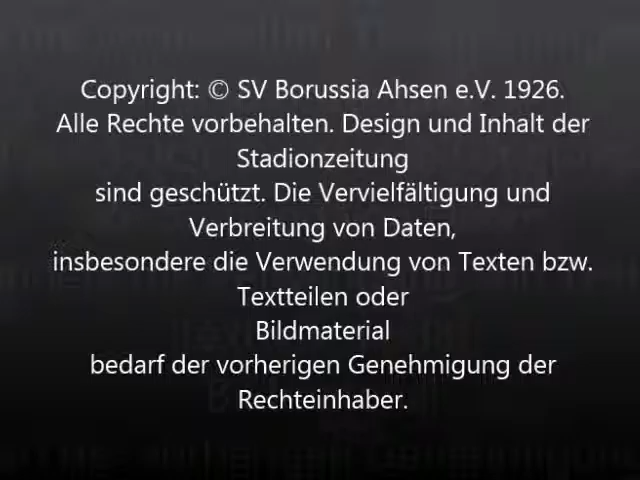 Copyright: © SV Borussia Ahsen e.V. 1926.
Alle Rechte vorbehalten. Design und Inhalt der
Stadionzeitung
sind geschützt. Die Vervielfältigung und
Verbreitung von Daten,
insbesondere die Verwendung von Texten bzw.
Textteilen oder
Bildmaterial
bedarf der vorherigen Genehmigung der
Rechteinhaber.